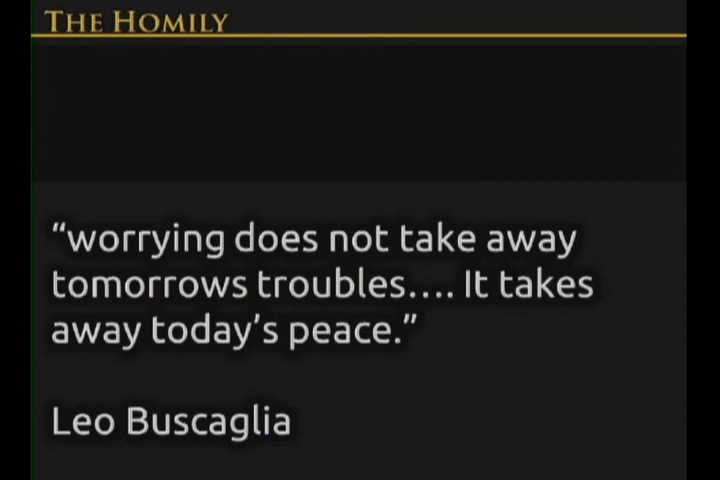 The Homily
“worrying does not take away
tomorrows troubles.... It takes
away today’s peace.”
Leo Buscaglia